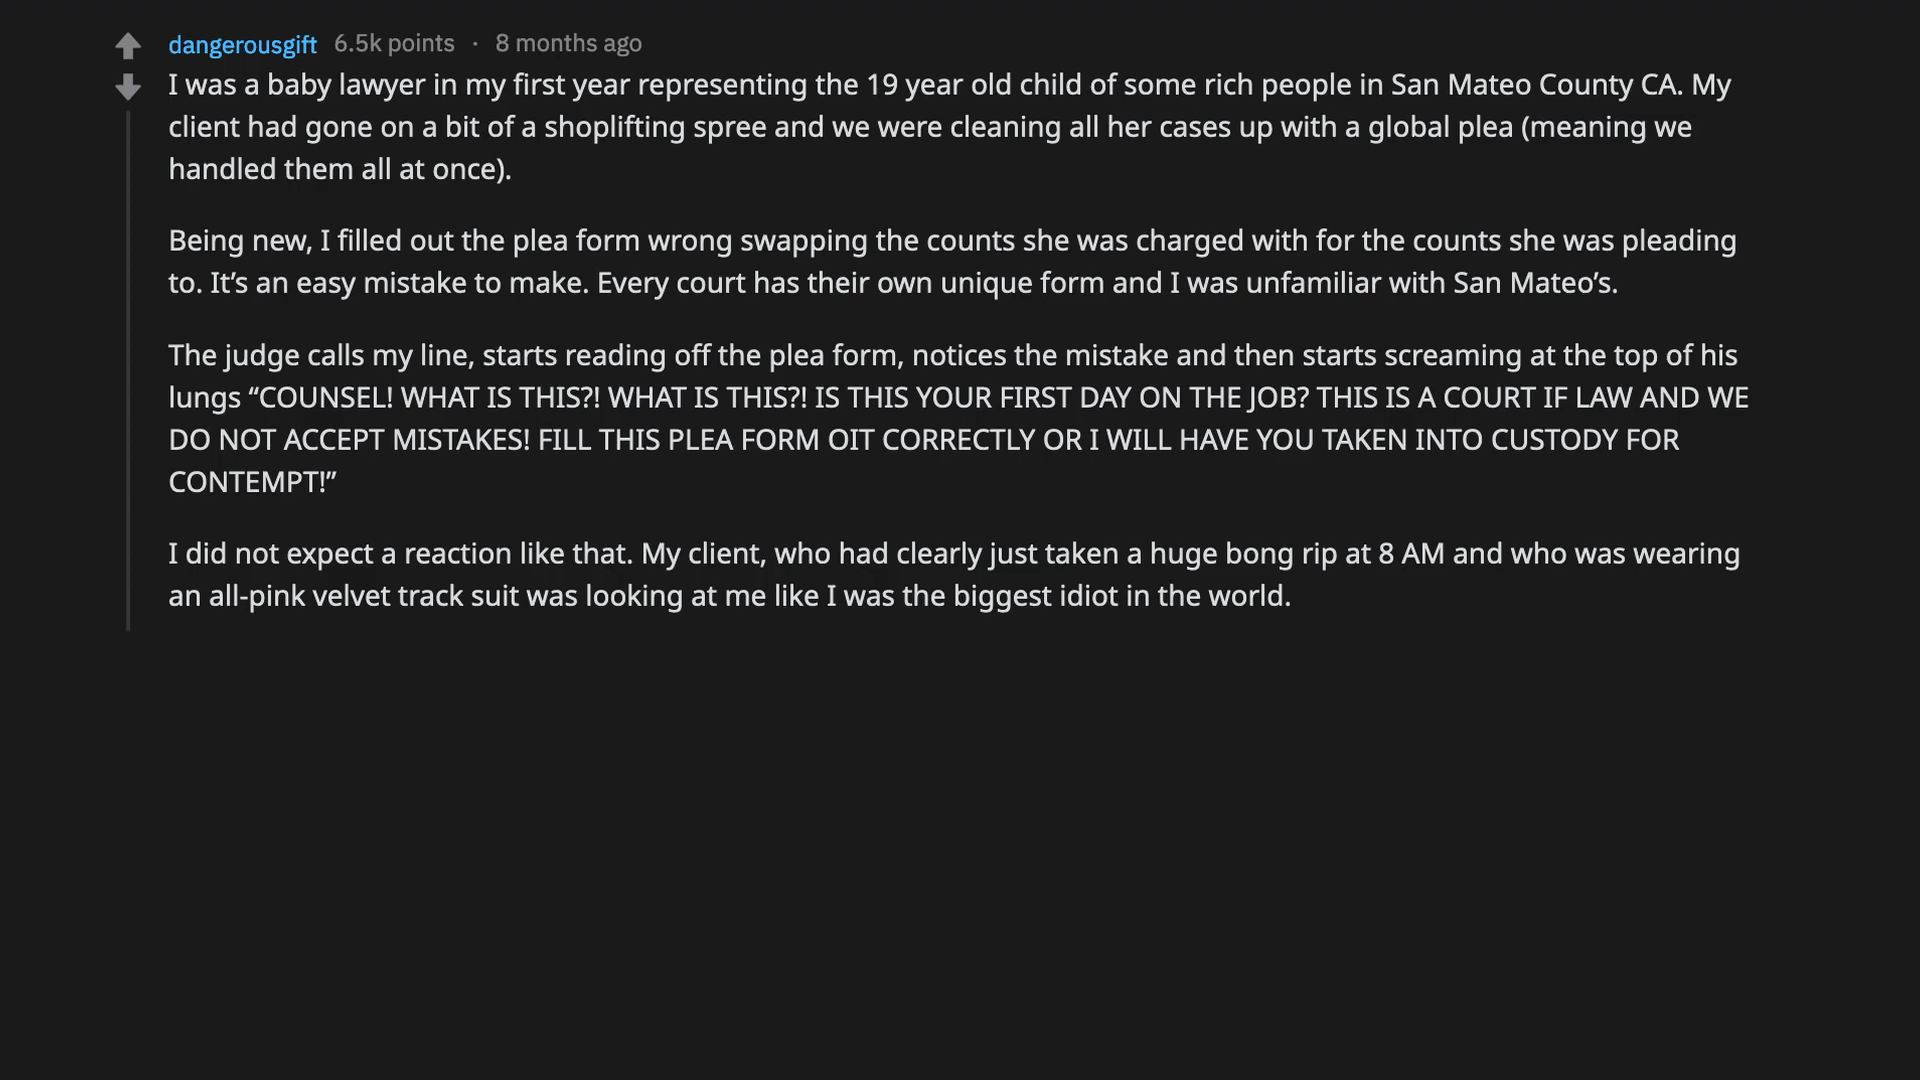 dangerousgift 6.5k points · 8 months ago
I was a baby lawyer in my first year representing the 19 year old child of some rich people in San Mateo County CA. My
client had gone on a bit of a shoplifting spree and we were cleaning all her cases up with a global plea (meaning we
handled them all at once).
Being new, I filled out the plea form wrong swapping the counts she was charged with for the counts she was pleading
to. It’s an easy mistake to make. Every court has their own unique form and I was unfamiliar with San Mateo’s.
The judge calls my line, starts reading off the plea form, notices the mistake and then starts screaming at the top of his
lungs “COUNSEL! WHAT IS THIS?! WHAT IS THIS?! IS THIS YOUR FIRST DAY ON THE JOB? THIS IS A COURT IF LAW AND WE
DO NOT ACCEPT MISTAKES! FILL THIS PLEA FORM OIT CORRECTLY OR I WILL HAVE YOU TAKEN INTO CUSTODY FOR
CONTEMPT!”
I did not expect a reaction like that. My client, who had clearly just taken a huge bong rip at 8 AM and who was wearing
an all-pink velvet track suit was looking at me like I was the biggest idiot in the world.